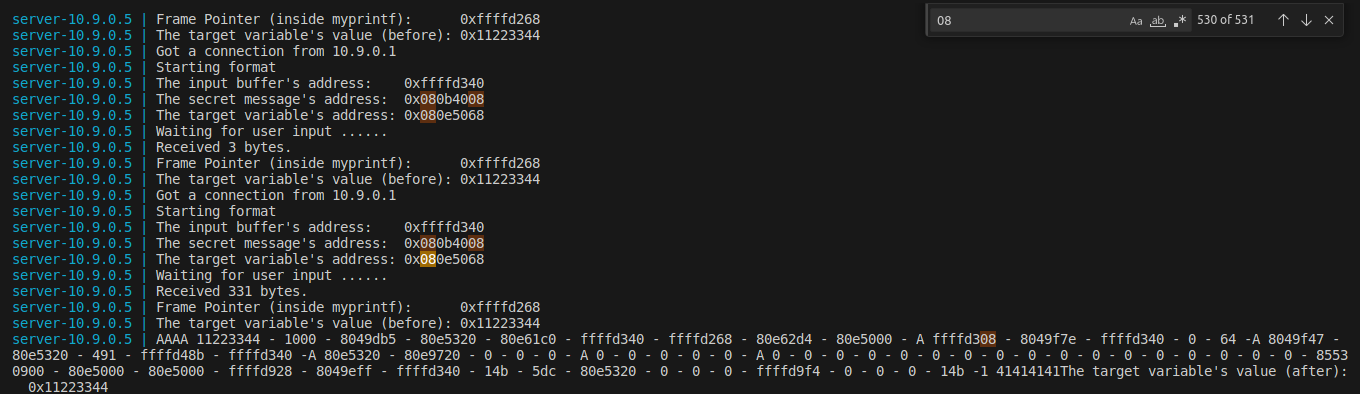 08
Aa ab .* 530 of 531
server-10.9.0.5 | Frame Pointer (inside myprintf):      0xffffd268
server-10.9.0.5 | The target variable's value (before): 0x11223344
server-10.9.0.5 | Got a connection from 10.9.0.1
server-10.9.0.5 | Starting format
server-10.9.0.5 | The input buffer's address:    0xffffd340
server-10.9.0.5 | The secret message's address:  0x080b4008
server-10.9.0.5 | The target variable's address: 0x080e5068
server-10.9.0.5 | Waiting for user input ......
server-10.9.0.5 | Received 3 bytes.
server-10.9.0.5 | Frame Pointer (inside myprintf):      0xffffd268
server-10.9.0.5 | The target variable's value (before): 0x11223344
server-10.9.0.5 | Got a connection from 10.9.0.1
server-10.9.0.5 | Starting format
server-10.9.0.5 | The input buffer's address:    0xffffd340
server-10.9.0.5 | The secret message's address:  0x080b4008
server-10.9.0.5 | The target variable's address: 0x080e5068
server-10.9.0.5 | Waiting for user input ......
server-10.9.0.5 | Received 331 bytes.
server-10.9.0.5 | Frame Pointer (inside myprintf):      0xffffd268
server-10.9.0.5 | The target variable's value (before): 0x11223344
server-10.9.0.5 | AAAA 11223344 - 1000 - 8049db5 - 80e5320 - 80e61c0 - ffffd340 - ffffd268 - 80e62d4 - 80e5000 - A ffffd308 - 8049f7e - ffffd340 - 0 - 64 -A 8049f47 -
80e5320 - 491 - ffffd48b - ffffd340 -A 80e5320 - 80e9720 - 0 - 0 - 0 - A 0 - 0 - 0 - 0 - 0 - A 0 - 0 - 0 - 0 - 0 - 0 - 0 - 0 - 0 - 0 - 0 - 0 - 0 - 0 - 0 - 8553
0900 - 80e5000 - 80e5000 - ffffd928 - 8049eff - ffffd340 - 14b - 5dc - 80e5320 - 0 - 0 - 0 - ffffd9f4 - 0 - 0 - 0 - 14b -1 41414141The target variable's value (after):
0x11223344